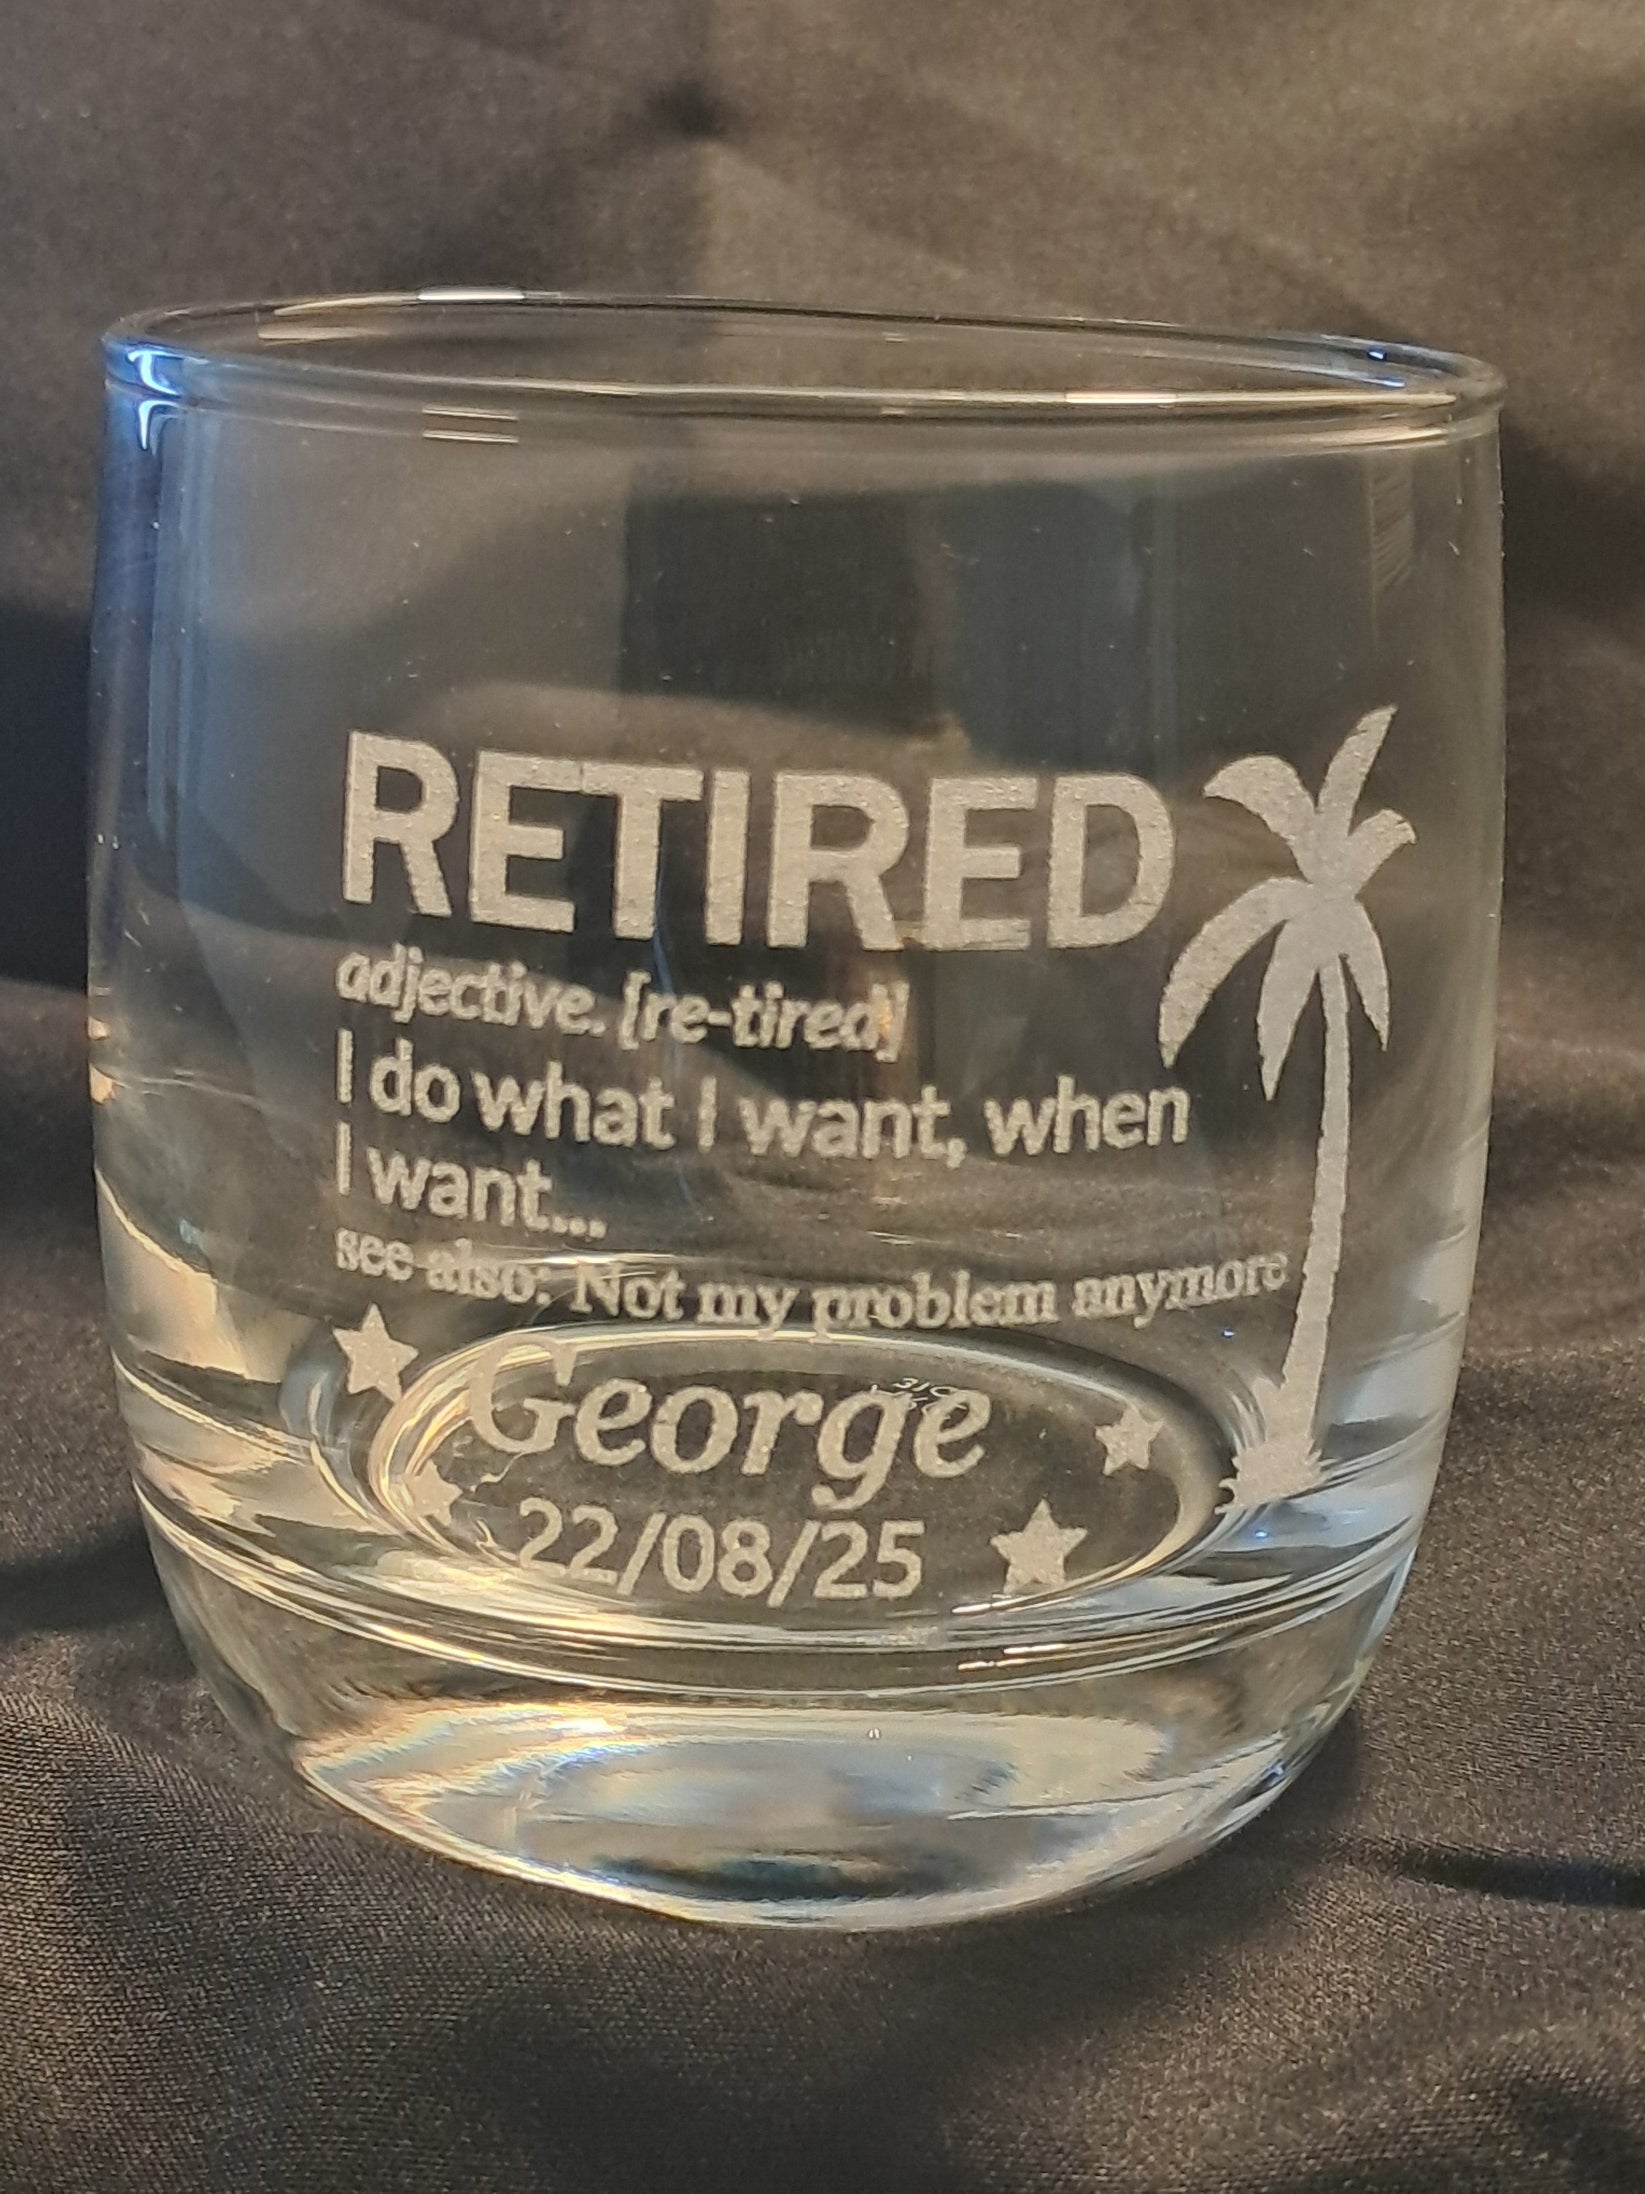 RETIRED
adjective. [re-tired]
I do what I want, when
I want...
see also: Not my problem anymore
George
22/08/25